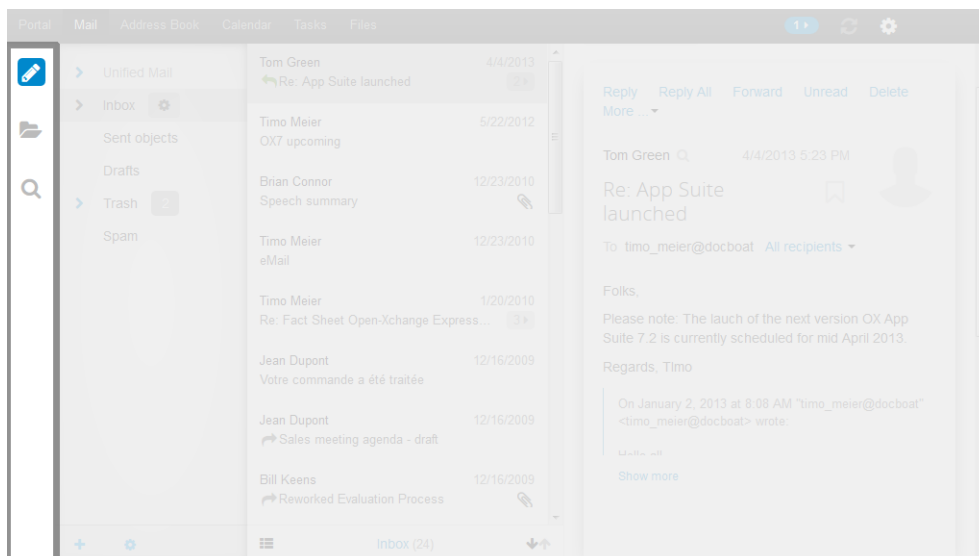 Portal Mail Address Book Calendar Tasks Files 1
Unified Mail
Inbox
Sent objects
Drafts
Trash 2
Spam
Tom Green 4/4/2013
Re: App Suite launched 2
Timo Meier 5/22/2012
OX7 upcoming
Brian Connor 12/23/2010
Speech summary
Timo Meier 12/23/2010
eMail
Timo Meier 1/20/2010
Re: Fact Sheet Open-Xchange Express... 3
Jean Dupont 12/16/2009
Votre commande a été traitée
Jean Dupont 12/16/2009
Sales meeting agenda - draft
Bill Keens 12/16/2009
Reworked Evaluation Process
Inbox (24)
Reply Reply All Forward Unread Delete
More ...
Tom Green 4/4/2013 5:23 PM
Re: App Suite
launched
To timo_meier@docboat All recipients
Folks,
Please note: The lauch of the next version OX App
Suite 7.2 is currently scheduled for mid April 2013.
Regards, Timo
On January 2, 2013 at 8:08 AM "timo_meier@docboat"
<timo_meier@docboat> wrote:
Hello all
Show more